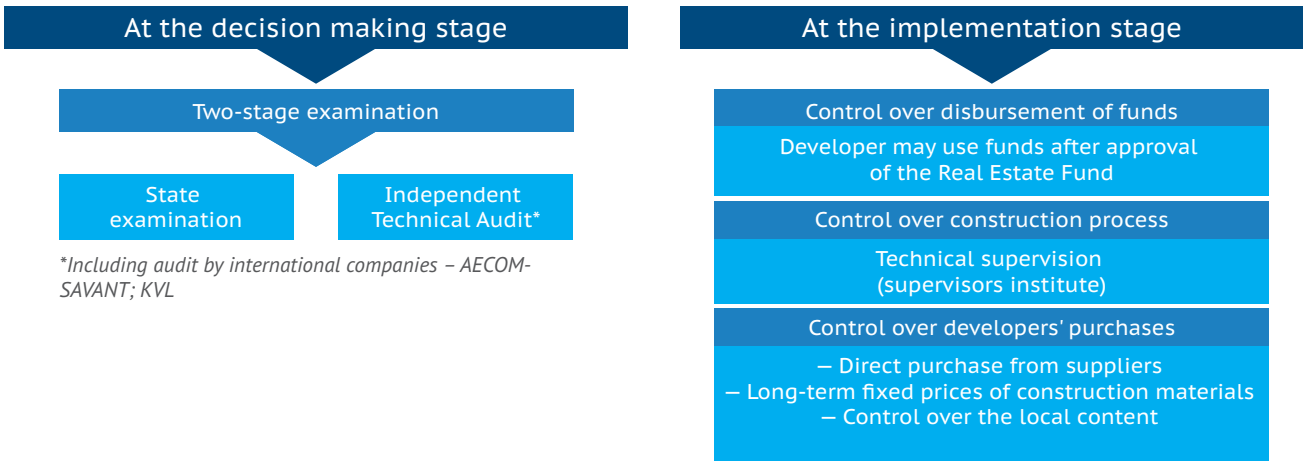 At the decision making stage
Two-stage examination
State
examination
Independent
Technical Audit*
*Including audit by international companies – AECOM-
SAVANT; KVL
At the implementation stage
Control over disbursement of funds
Developer may use funds after approval
of the Real Estate Fund
Control over construction process
Technical supervision
(supervisors institute)
Control over developers' purchases
— Direct purchase from suppliers
— Long-term fixed prices of construction materials
— Control over the local content